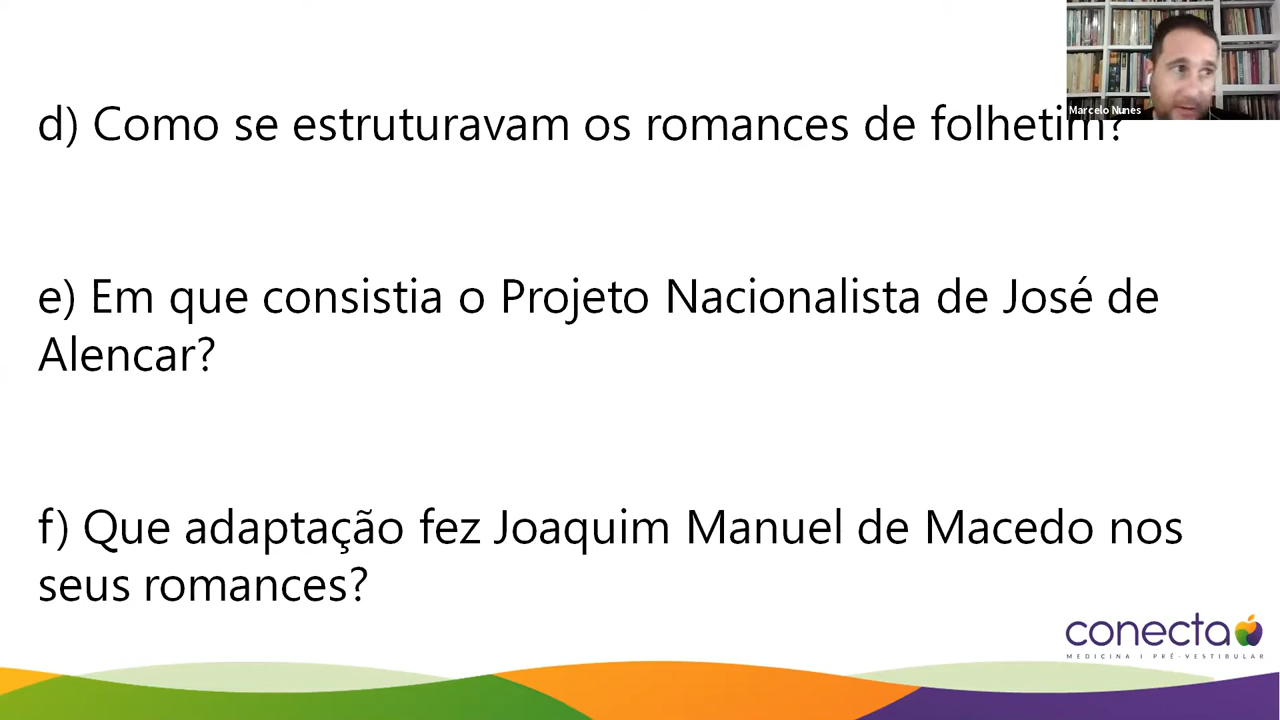 Marcelo Nunes
d) Como se estruturavam os romances de folhetim?
e) Em que consistia o Projeto Nacionalista de José de
Alencar?
f) Que adaptação fez Joaquim Manuel de Macedo nos
seus romances?
conecta
MEDICINA | PRÉ-VESTIBULAR